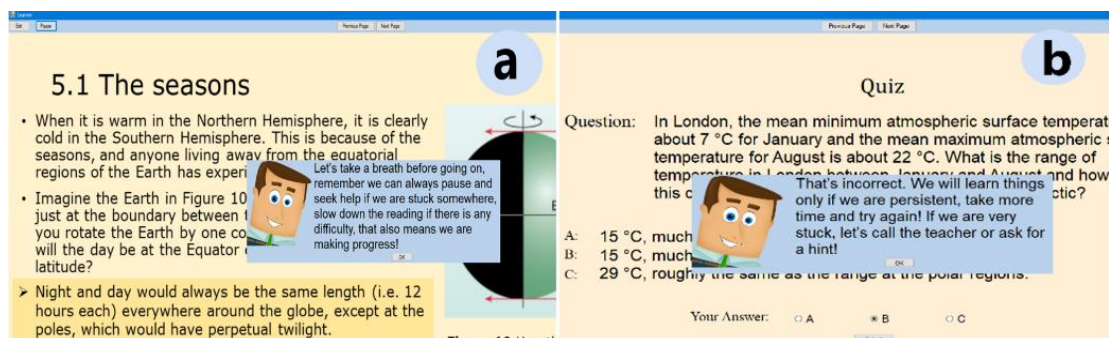 Previous Page Next Page
a
5.1 The seasons
• When it is warm in the Northern Hemisphere, it is clearly
cold in the Southern Hemisphere. This is because of the
seasons, and anyone living away from the equatorial
regions of the Earth has experi
• Imagine the Earth in Figure 10
just at the boundary between
you rotate the Earth by one co
will the day be at the Equator
latitude?
Let's take a breath before going on,
remember we can always pause and
seek help if we are stuck somewhere,
slow down the reading if there is any
difficulty, that also means we are
making progress!
OK
➤ Night and day would always be the same length (i.e. 12
hours each) everywhere around the globe, except at the
poles, which would have perpetual twilight.
Previous Page Next Page
b
Quiz
Question: In London, the mean minimum atmospheric surface temperat
about 7 °C for January and the mean maximum atmospheric
temperature for August is about 22 °C. What is the range of
temperature in London between January and August and how
this
ctic?
That's incorrect. We will learn things
only if we are persistent, take more
time and try again! If we are very
stuck, let's call the teacher or ask for
a hint!
OK
A: 15 °C, much
B: 15 °C, much
C: 29 °C, roughly the same as the range at the polar regions.
Your Answer: A B C